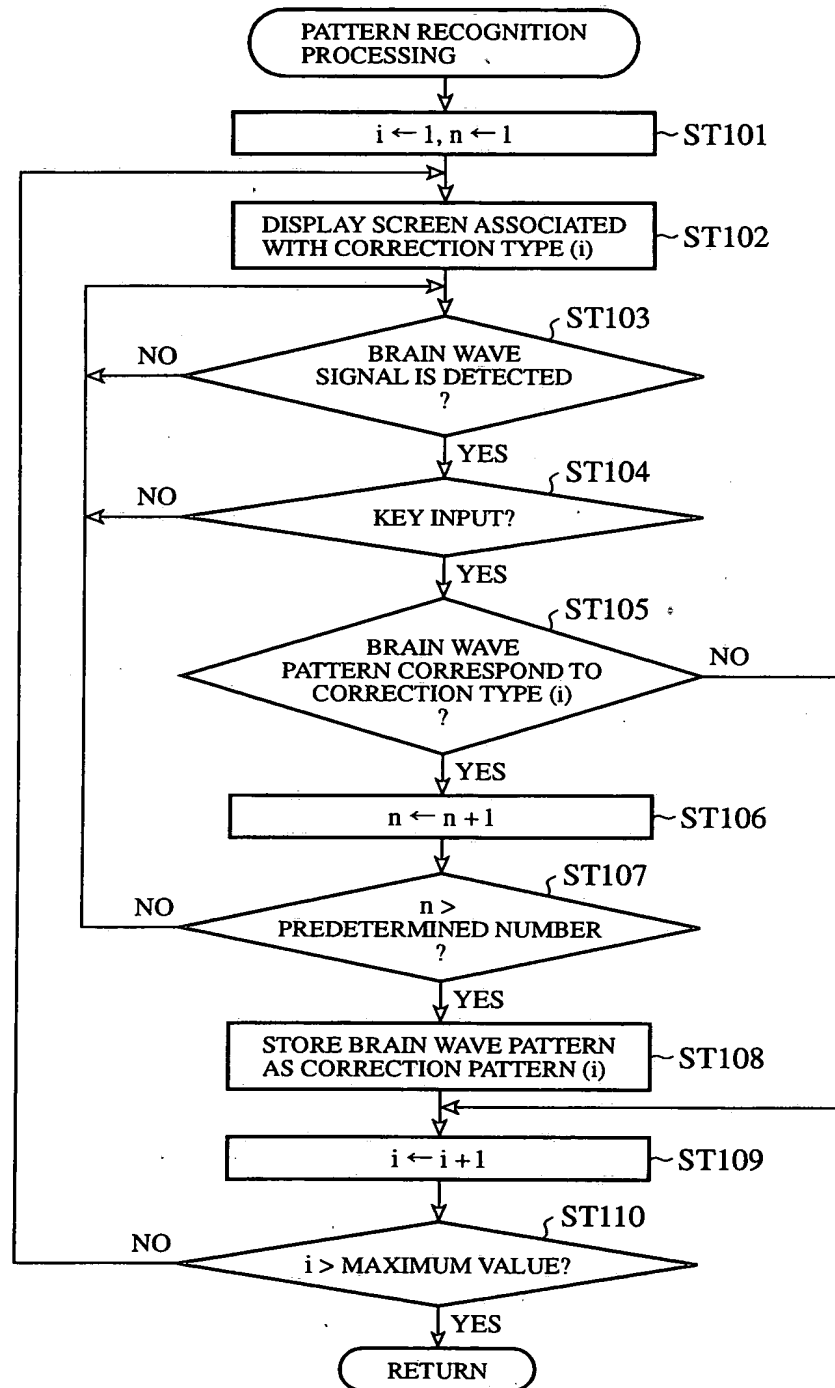 PATTERN RECOGNITION
PROCESSING
i ← 1, n ← 1
ST101
DISPLAY SCREEN ASSOCIATED
WITH CORRECTION TYPE (i)
ST102
ST103
NO
BRAIN WAVE
SIGNAL IS DETECTED
?
YES
ST104
NO
KEY INPUT?
YES
ST105
BRAIN WAVE
PATTERN CORRESPOND TO
CORRECTION TYPE (i)
?
NO
YES
n ← n + 1
ST106
ST107
NO
n >
PREDETERMINED NUMBER
?
YES
STORE BRAIN WAVE PATTERN
AS CORRECTION PATTERN (i)
ST108
i ← i + 1
ST109
ST110
NO
i > MAXIMUM VALUE?
YES
RETURN